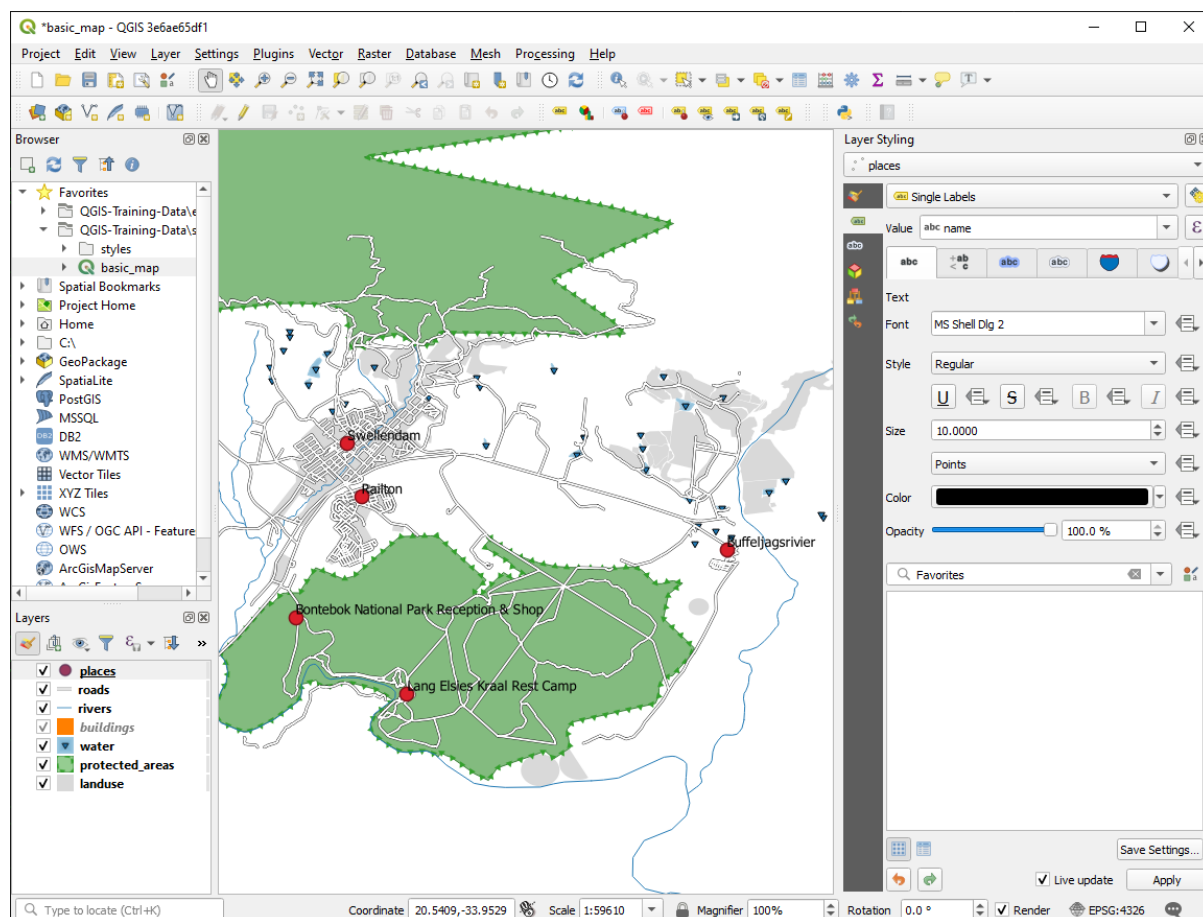 *basic_map - QGIS 3e6ae65df1
Project Edit View Layer Settings Plugins Vector Raster Database Mesh Processing Help
Browser
Favorites
QGIS-Training-Data\e
QGIS-Training-Data\s
styles
basic_map
Spatial Bookmarks
Project Home
Home
C:\
GeoPackage
SpatiaLite
PostGIS
MSSQL
DB2
WMS/WMTS
Vector Tiles
XYZ Tiles
WCS
WFS / OGC API - Feature
OWS
ArcGisMapServer
Layers
places
roads
rivers
buildings
water
protected_areas
landuse
Swellendam
Railton
Buffeljagsrivier
Bontebok National Park Reception & Shop
Lang Elsies Kraal Rest Camp
Layer Styling
places
Single Labels
Value abc name
Text
Font MS Shell Dlg 2
Style Regular
U S B I
Size 10.0000
Points
Color
Opacity 100.0 %
Favorites
Save Settings...
Live update Apply
Type to locate (Ctrl+K) Coordinate 20.5409,-33.9529 Scale 1:59610 Magnifier 100% Rotation 0.0 ° Render EPSG:4326